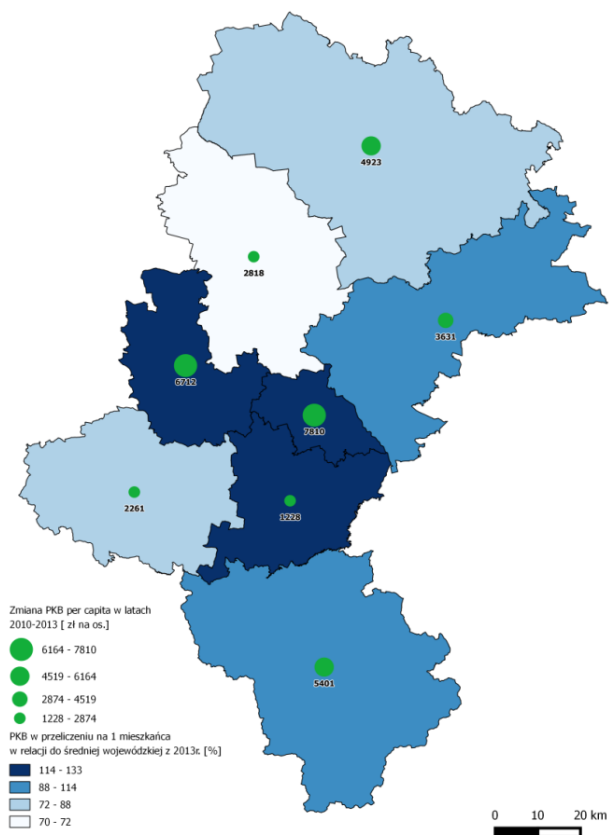 4923
2818
3631
6712
7810
2261
1228
5401
Zmiana PKB per capita w latach
2010-2013 [ zł na os.]
6164 - 7810
4519 - 6164
2874 - 4519
1228 - 2874
PKB w przeliczeniu na 1 mieszkańca
w relacji do średniej wojewódzkiej z 2013r. [%]
114 - 133
88 - 114
72 - 88
70 - 72
0 10 20 km